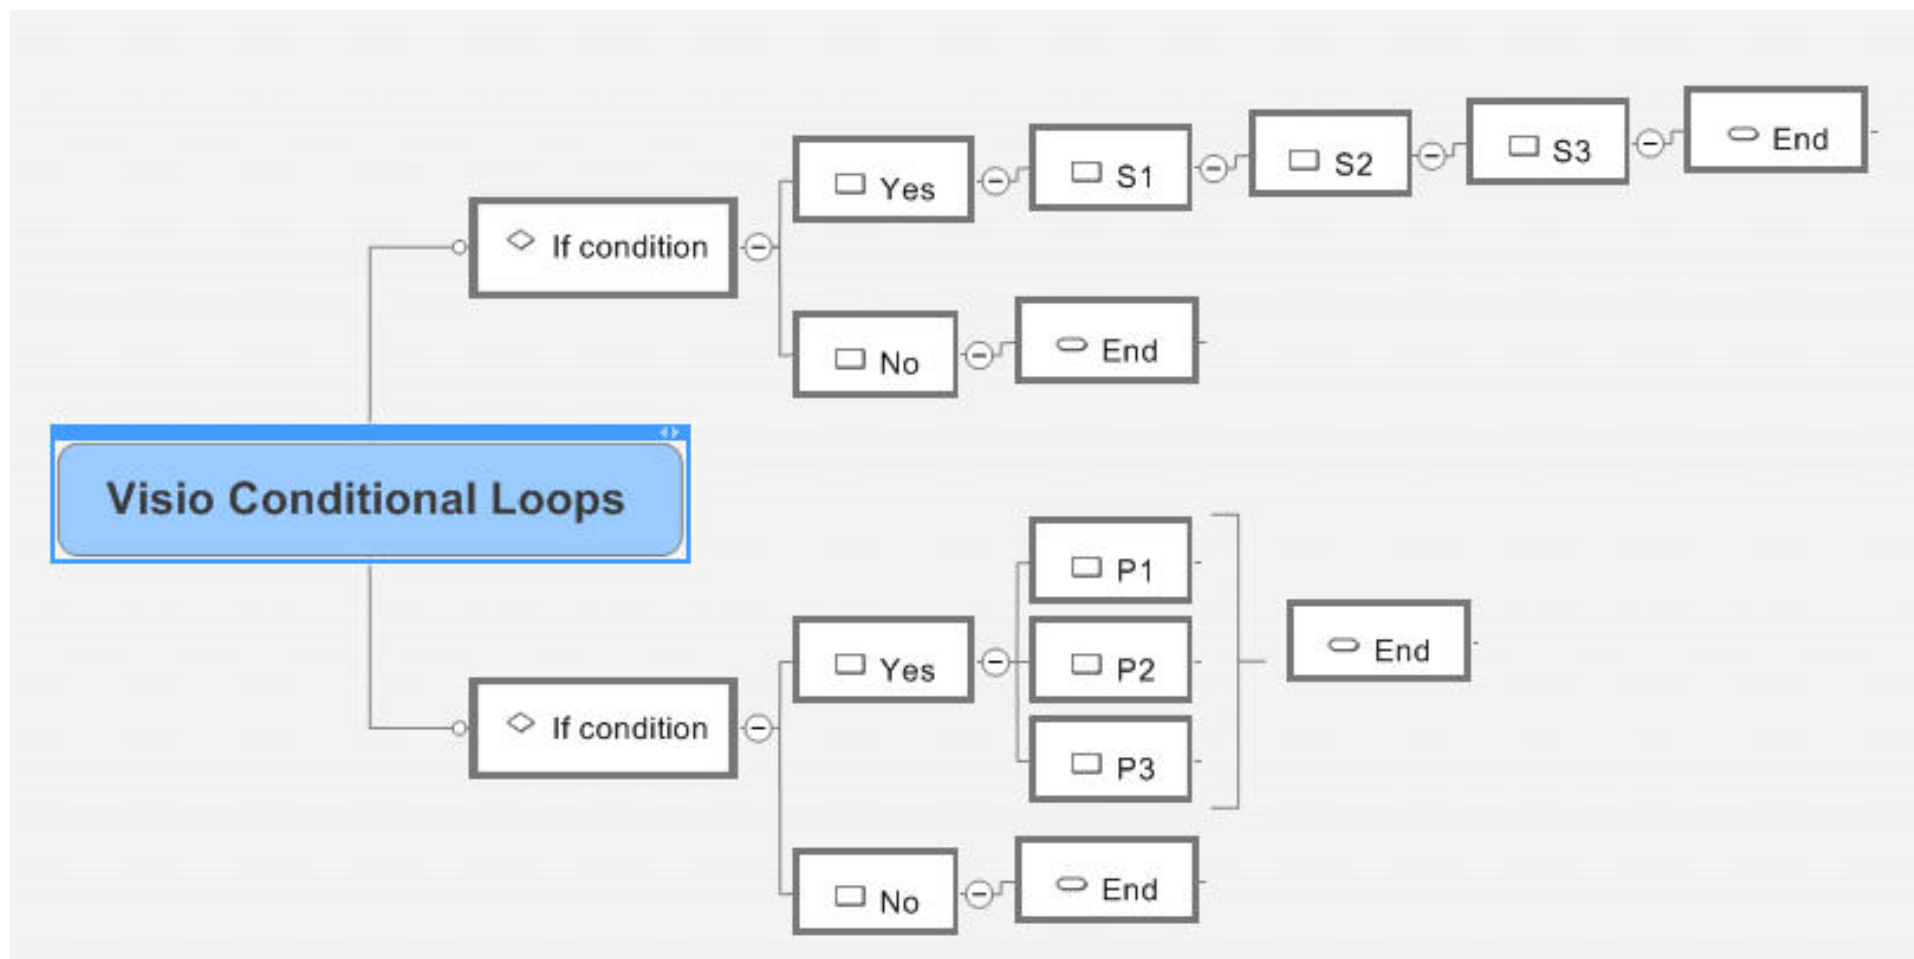 If condition
Yes
S1
S2
S3
End
No
End
Visio Conditional Loops
If condition
Yes
P1
P2
P3
End
No
End